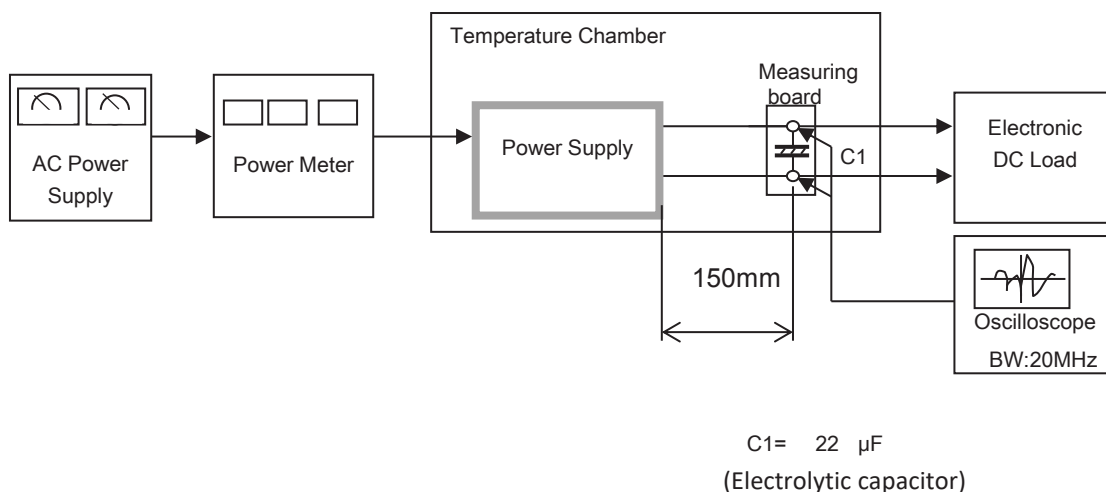 Temperature Chamber
Measuring
board
AC Power
Supply
Power Meter
Power Supply
C1
Electronic
DC Load
150mm
Oscilloscope
BW:20MHz
C1= 22 µF
(Electrolytic capacitor)